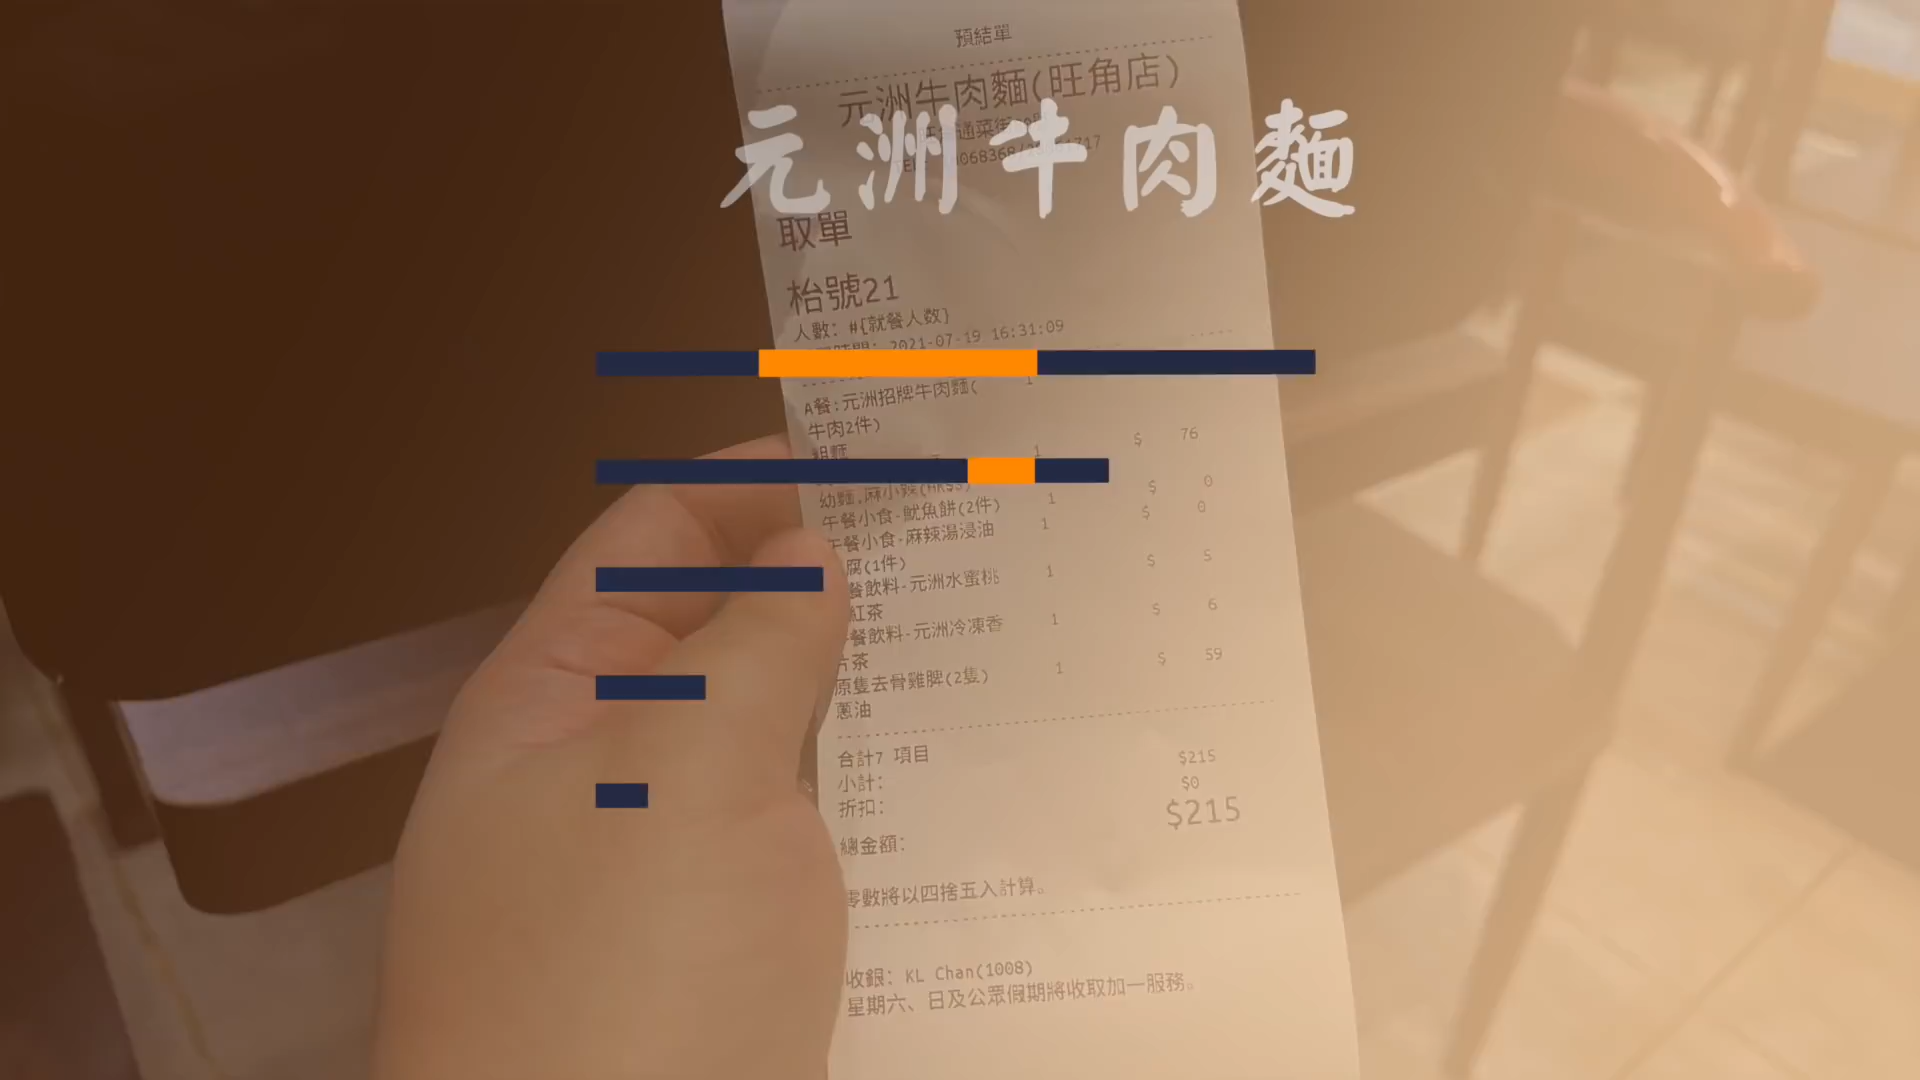 預結單
元洲牛肉麵(旺角店)
元洲牛肉麵
取單
枱號21
人數: #{就餐人数}
2021-07-19 16:31:09
A餐:元洲招牌牛肉麵( 1
牛肉2件)
粗麵 1 $ 76
幼麵,麻小辣(HK$3) $ 0
午餐小食-魷魚餅(2件) 1 $ 0
午餐小食-麻辣湯浸油 1
腐(1件) $ 5
餐飲料-元洲水蜜桃 1
紅茶 $ 6
餐飲料-元洲冷凍香 1
片茶 $ 59
原隻去骨雞脾(2隻) 1
蔥油
合計7 項目
小計: $215
折扣: $0
總金額: $215
零數將以四捨五入計算。
收銀: KL Chan(1008)
星期六、日及公眾假期將收取加一服務。